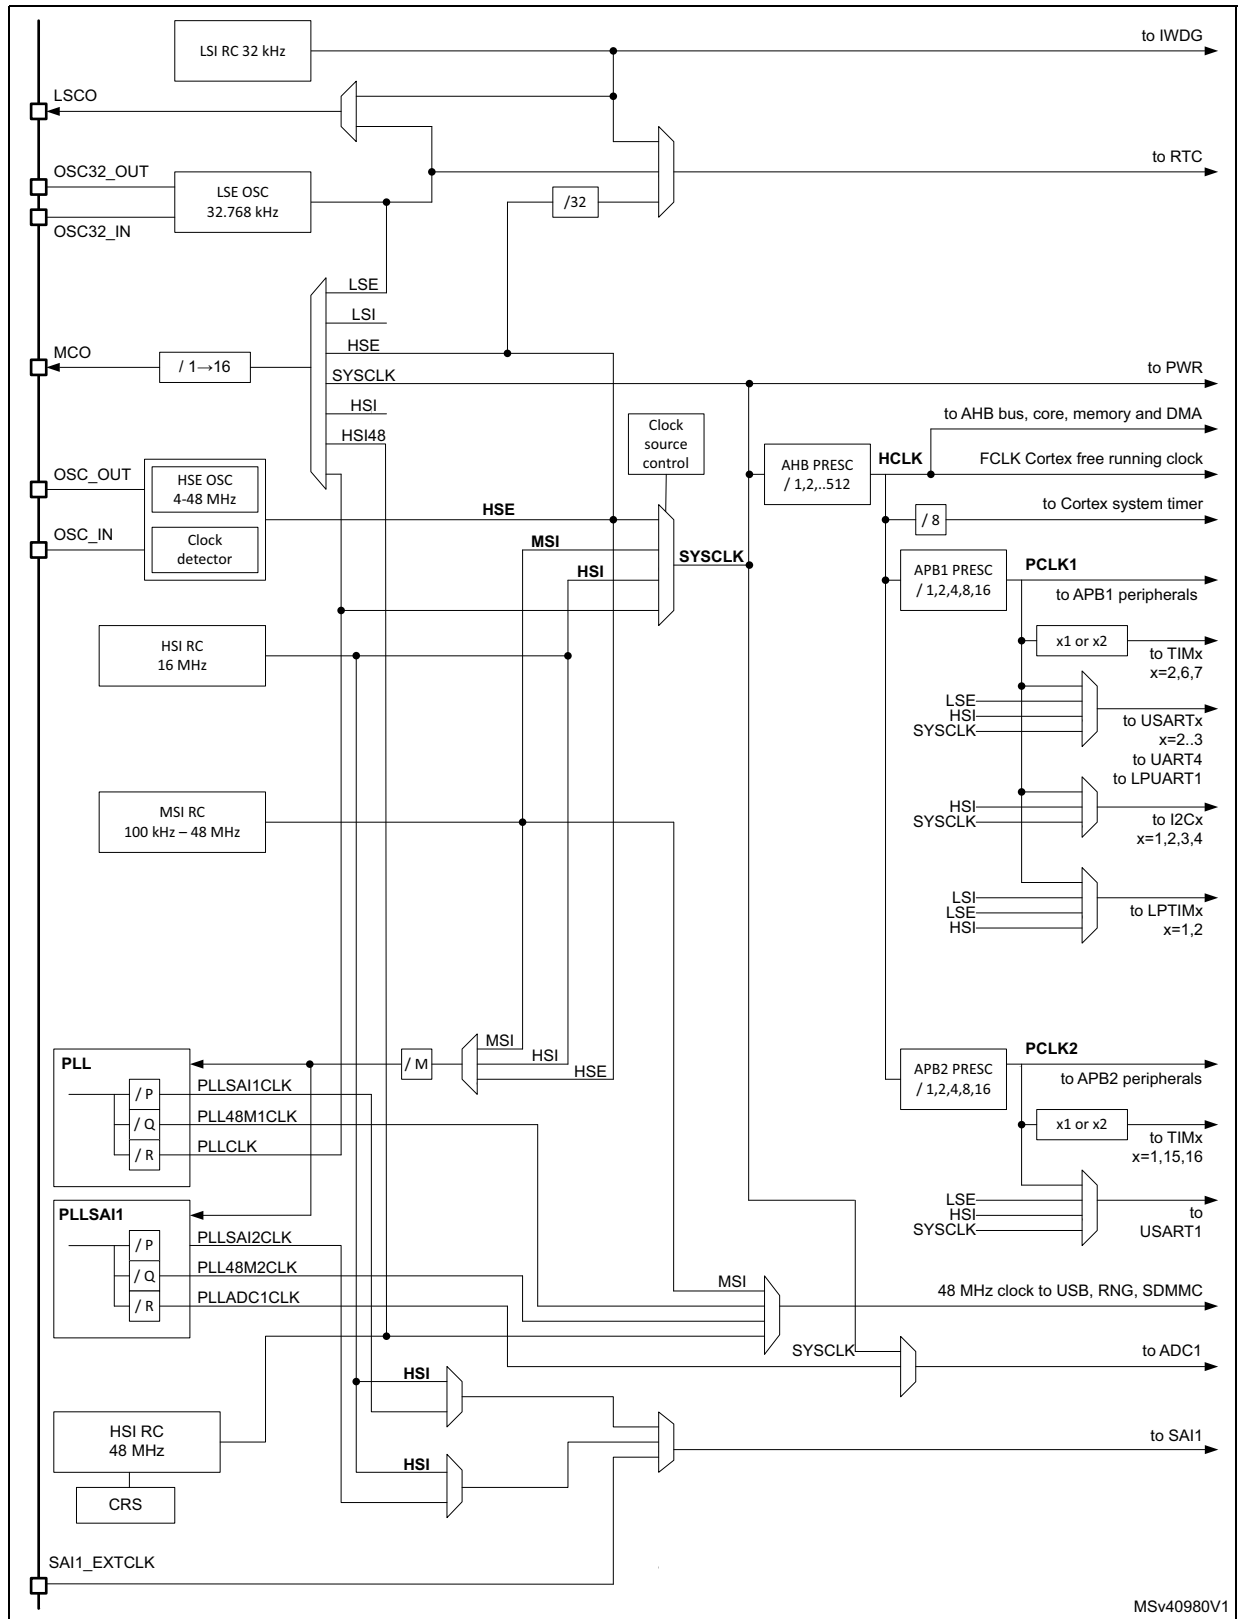 LSI RC 32 kHz
to IWDG
LSCO
OSC32_OUT
to RTC
LSE OSC
32.768 kHz
/32
OSC32_IN
LSE
LSI
HSE
MCO
/ 1→16
SYSCLK
to PWR
HSI
HSI48
to AHB bus, core, memory and DMA
Clock
source
control
OSC_OUT
HSE OSC
4-48 MHz
AHB PRESC
/ 1,2,..512
HCLK
FCLK Cortex free running clock
HSE
to Cortex system timer
/ 8
OSC_IN
Clock
detector
MSI
HSI
SYSCLK
APB1 PRESC
/ 1,2,4,8,16
PCLK1
to APB1 peripherals
HSI RC
16 MHz
x1 or x2
to TIMx
x=2,6,7
LSE
HSI
SYSCLK
to USARTx
x=2..3
to UART4
to LPUART1
MSI RC
100 kHz – 48 MHz
HSI
SYSCLK
to I2Cx
x=1,2,3,4
LSI
LSE
HSI
to LPTIMx
x=1,2
MSI
HSI
HSE
/ M
PLL
/ P
PLLSAI1CLK
/ Q
PLL48M1CLK
/ R
PLLCLK
APB2 PRESC
/ 1,2,4,8,16
PCLK2
to APB2 peripherals
x1 or x2
to TIMx
x=1,15,16
LSE
HSI
SYSCLK
to
USART1
PLLSAI1
/ P
PLLSAI2CLK
/ Q
PLL48M2CLK
/ R
PLLADC1CLK
MSI
48 MHz clock to USB, RNG, SDMMC
SYSCLK
to ADC1
HSI
HSI RC
48 MHz
to SAI1
HSI
CRS
SAI1_EXTCLK
MSv40980V1